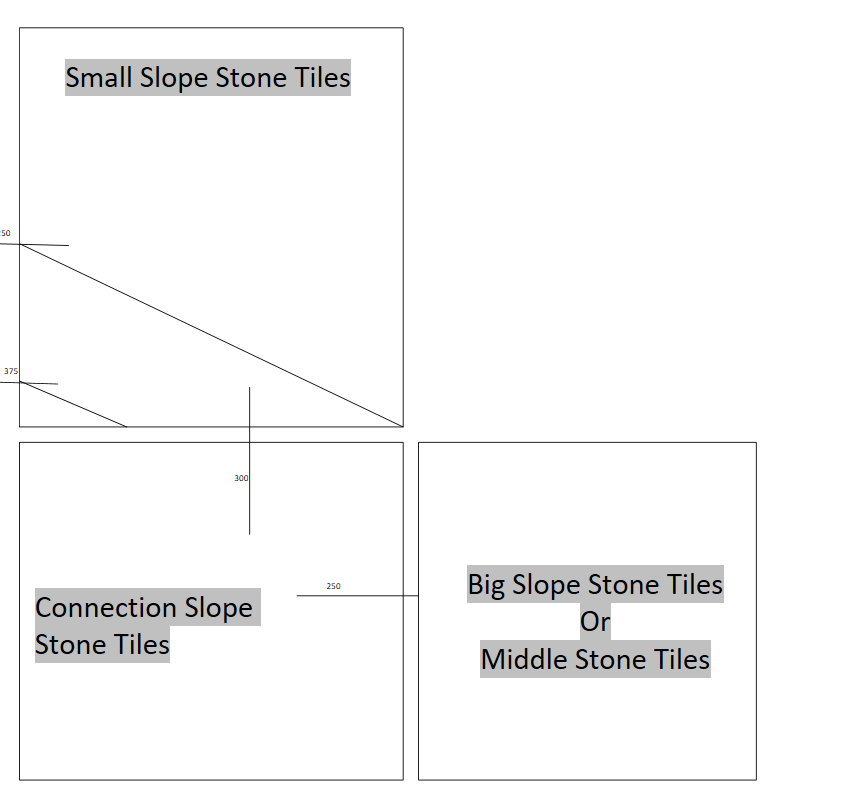 Small Slope Stone Tiles
50
375
300
250
Connection Slope
Stone Tiles
Big Slope Stone Tiles
Or
Middle Stone Tiles